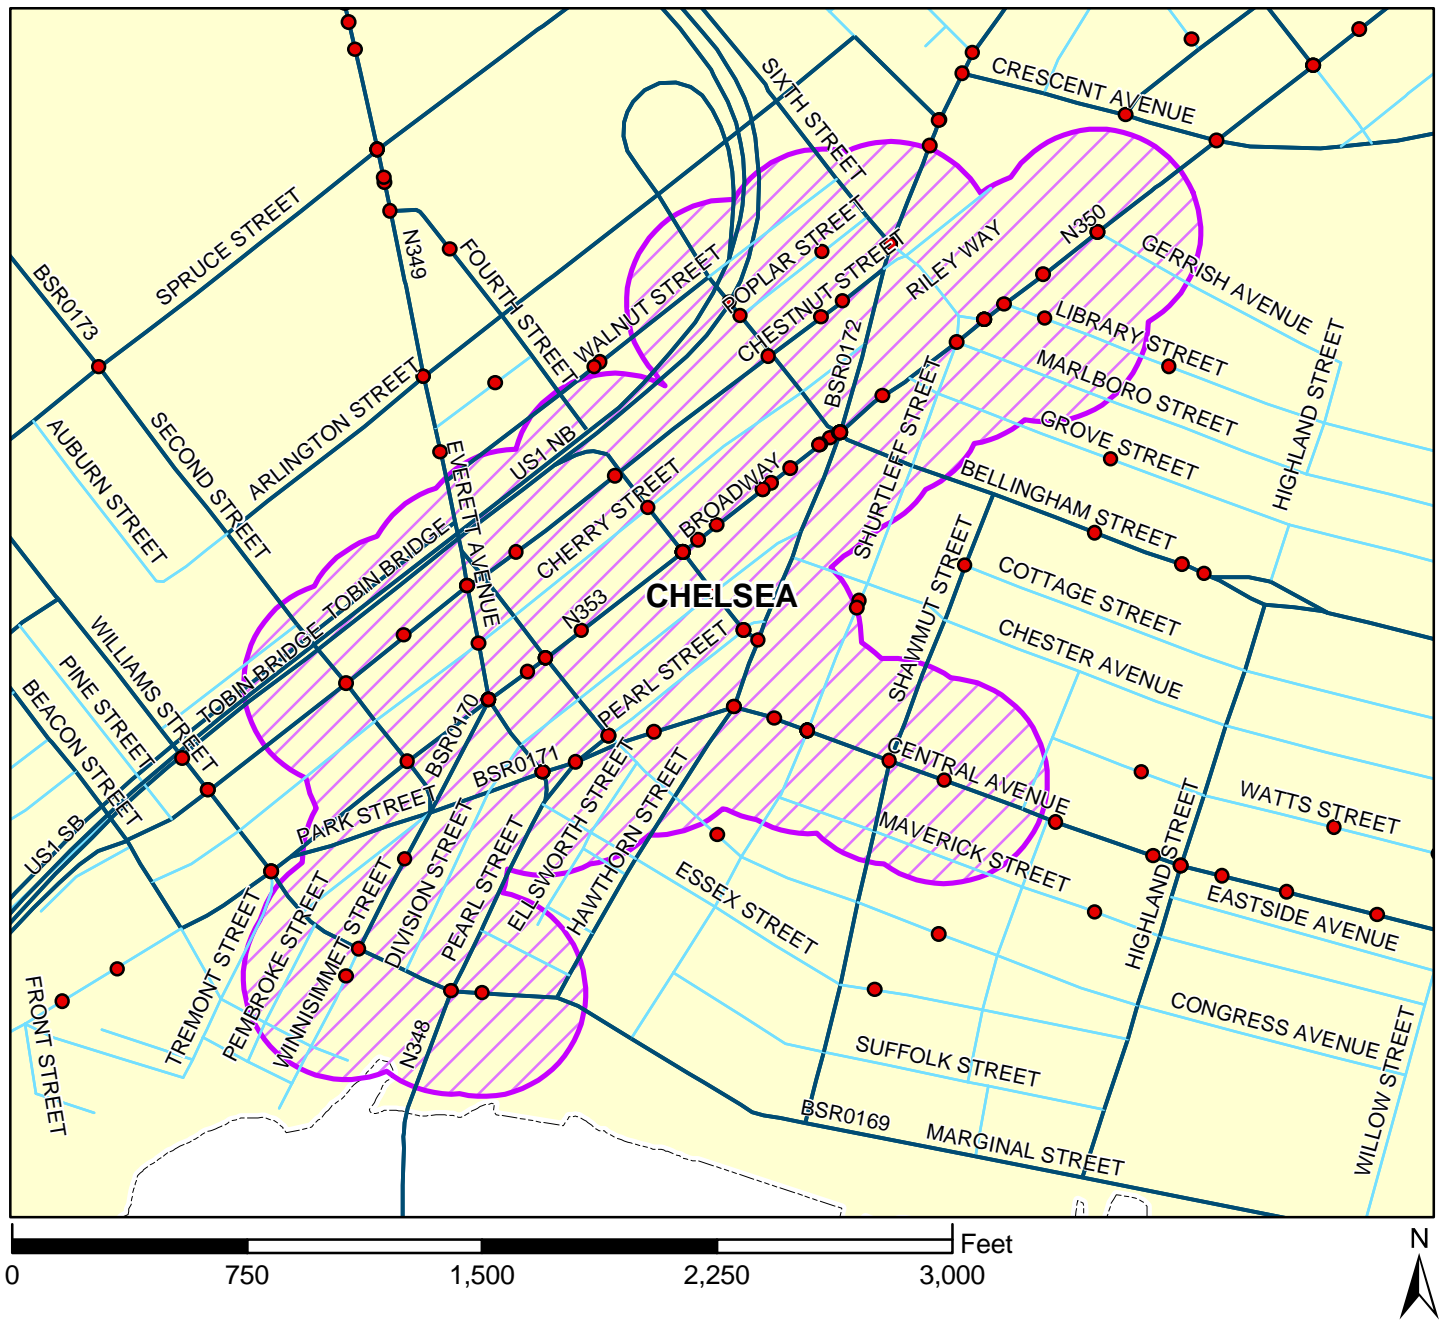 SIXTH STREET
CRESCENT AVENUE
SPRUCE STREET
N349
FOURTH STREET
WALNUT STREET
POPLAR STREET
CHESTNUT STREET
RILEY WAY
N350
GERRISH AVENUE
BSR0173
LIBRARY STREET
MARLBORO STREET
HIGHLAND STREET
BSR0172
AUBURN STREET
SECOND STREET
ARLINGTON STREET
US1 NB
EVERETT AVENUE
CHERRY STREET
BROADWAY
SHURTLEFF STREET
GROVE STREET
BELLINGHAM STREET
TOBIN BRIDGE
TOBIN BRIDGE
CHELSEA
N353
COTTAGE STREET
CHESTER AVENUE
SHAWMUT STREET
WILLIAMS STREET
PINE STREET
BEACON STREET
PEARL STREET
BSR0170
BSR0171
CENTRAL AVENUE
WATTS STREET
US1 SB
PARK STREET
DIVISION STREET
PEARL STREET
ELLSWORTH STREET
HAWTHORN STREET
MAVERICK STREET
HIGHLAND STREET
ESSEX STREET
EASTSIDE AVENUE
FRONT STREET
TREMONT STREET
PEMBROKE STREET
WINNISIMMET STREET
N348
CONGRESS AVENUE
SUFFOLK STREET
WILLOW STREET
BSR0169
MARGINAL STREET
Feet
N
0
750
1,500
2,250
3,000